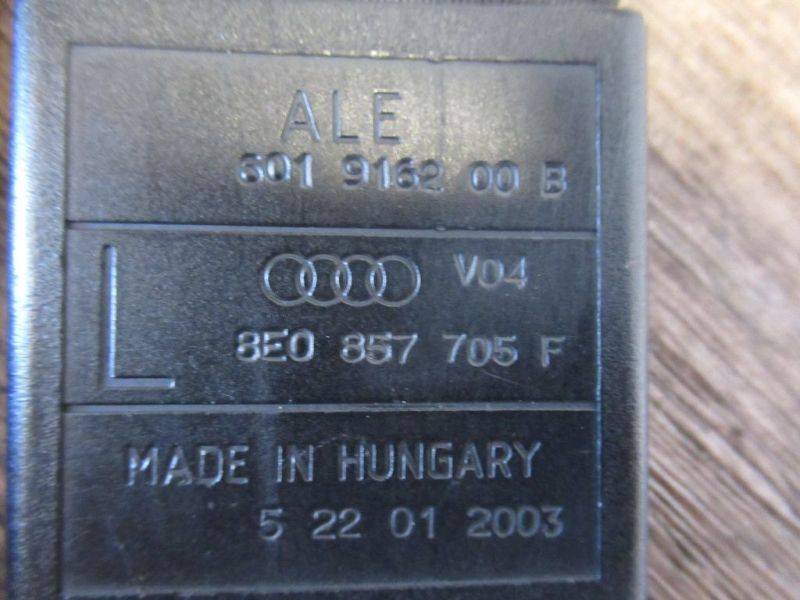 ALE
601 9162 00 B
L V04
8E0 857 705 F
MADE IN HUNGARY
5 22 01 2003